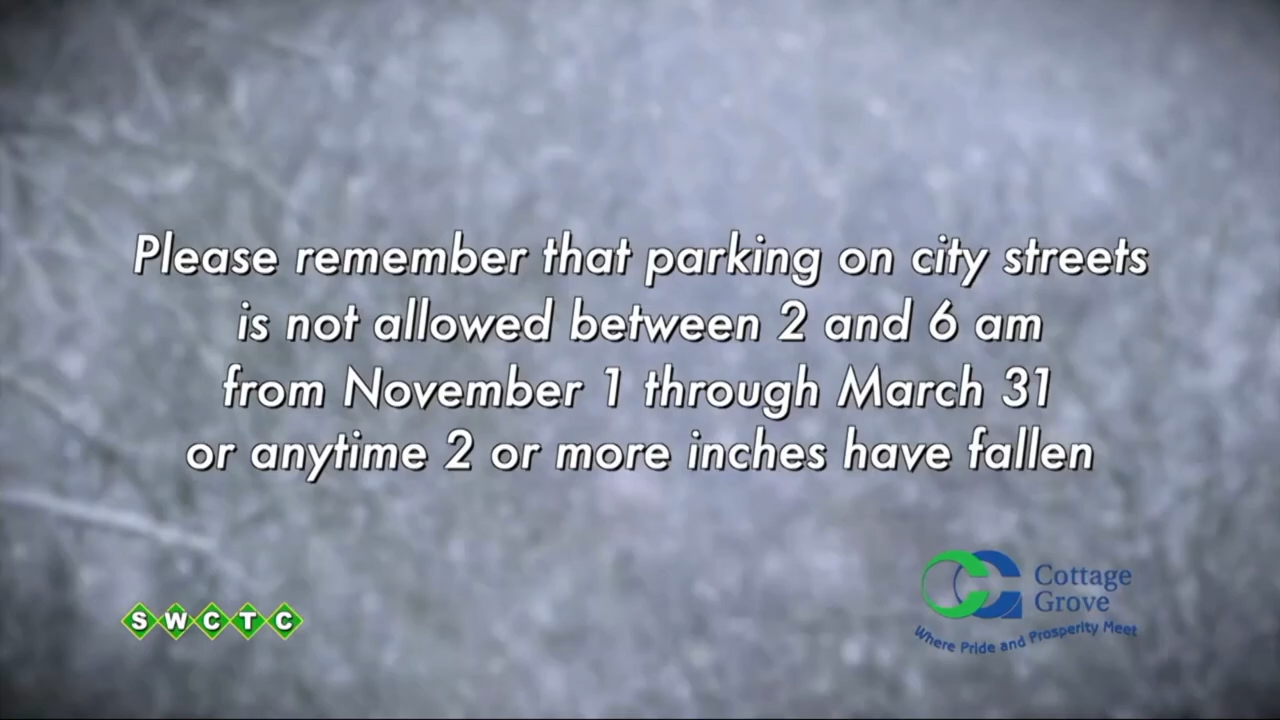 Please remember that parking on city streets
is not allowed between 2 and 6 am
from November 1 through March 31
or anytime 2 or more inches have fallen
SWCTC
Cottage
Grove
Where Pride and Prosperity Meet